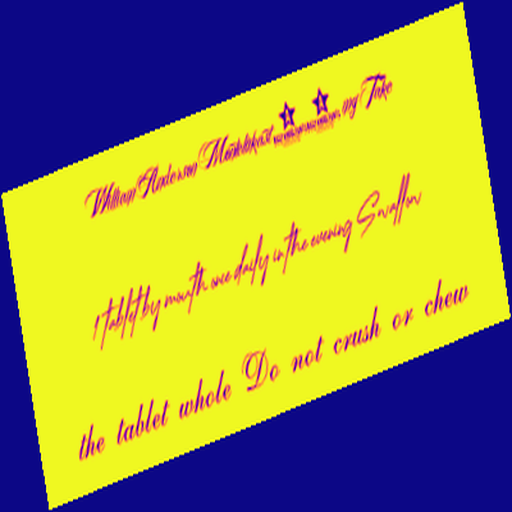 William Anderson Montelukast mg Take
1 tablet by mouth once daily in the evening Swallow
the tablet whole Do not crush or chew